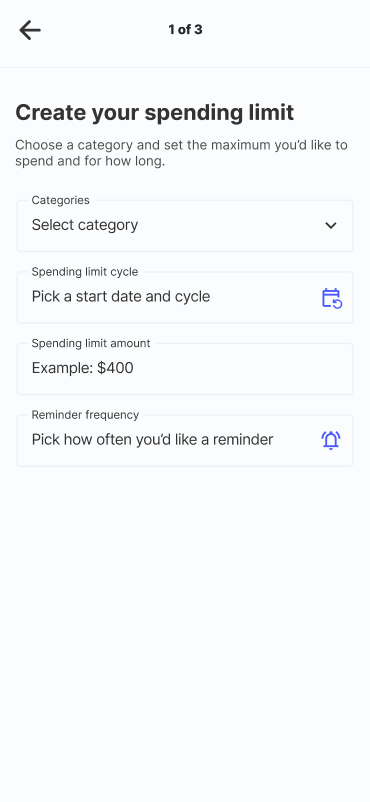 1 of 3
Create your spending limit
Choose a category and set the maximum you’d like to
spend and for how long.
Categories
Select category
Spending limit cycle
Pick a start date and cycle
Spending limit amount
Example: $400
Reminder frequency
Pick how often you’d like a reminder